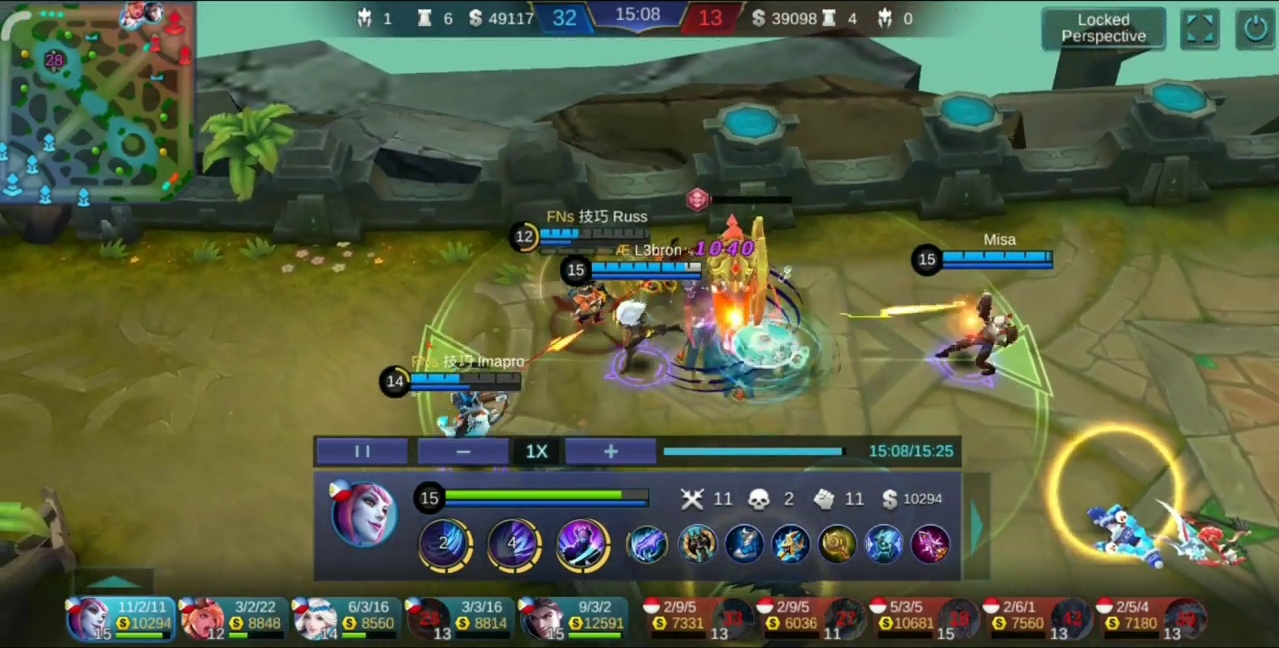 1 6 49117 32 15:08 13 39098 4 0
Locked
Perspective
28
FNs 技巧 Russ
12
Æ L3bron
1040
15
Misa
15
FNs 技巧 Imapro
14
1X
15:08/15:25
15
11 2 11 10294
2 4
11/2/11 3/2/22 6/3/16 3/3/16 9/3/2 2/9/5 2/9/5 5/3/5 2/6/1 2/5/4
10294 8848 8550 8814 12591 7331 6036 10681 7560 7180
15 12 14 13 15 13 11 15 13 13